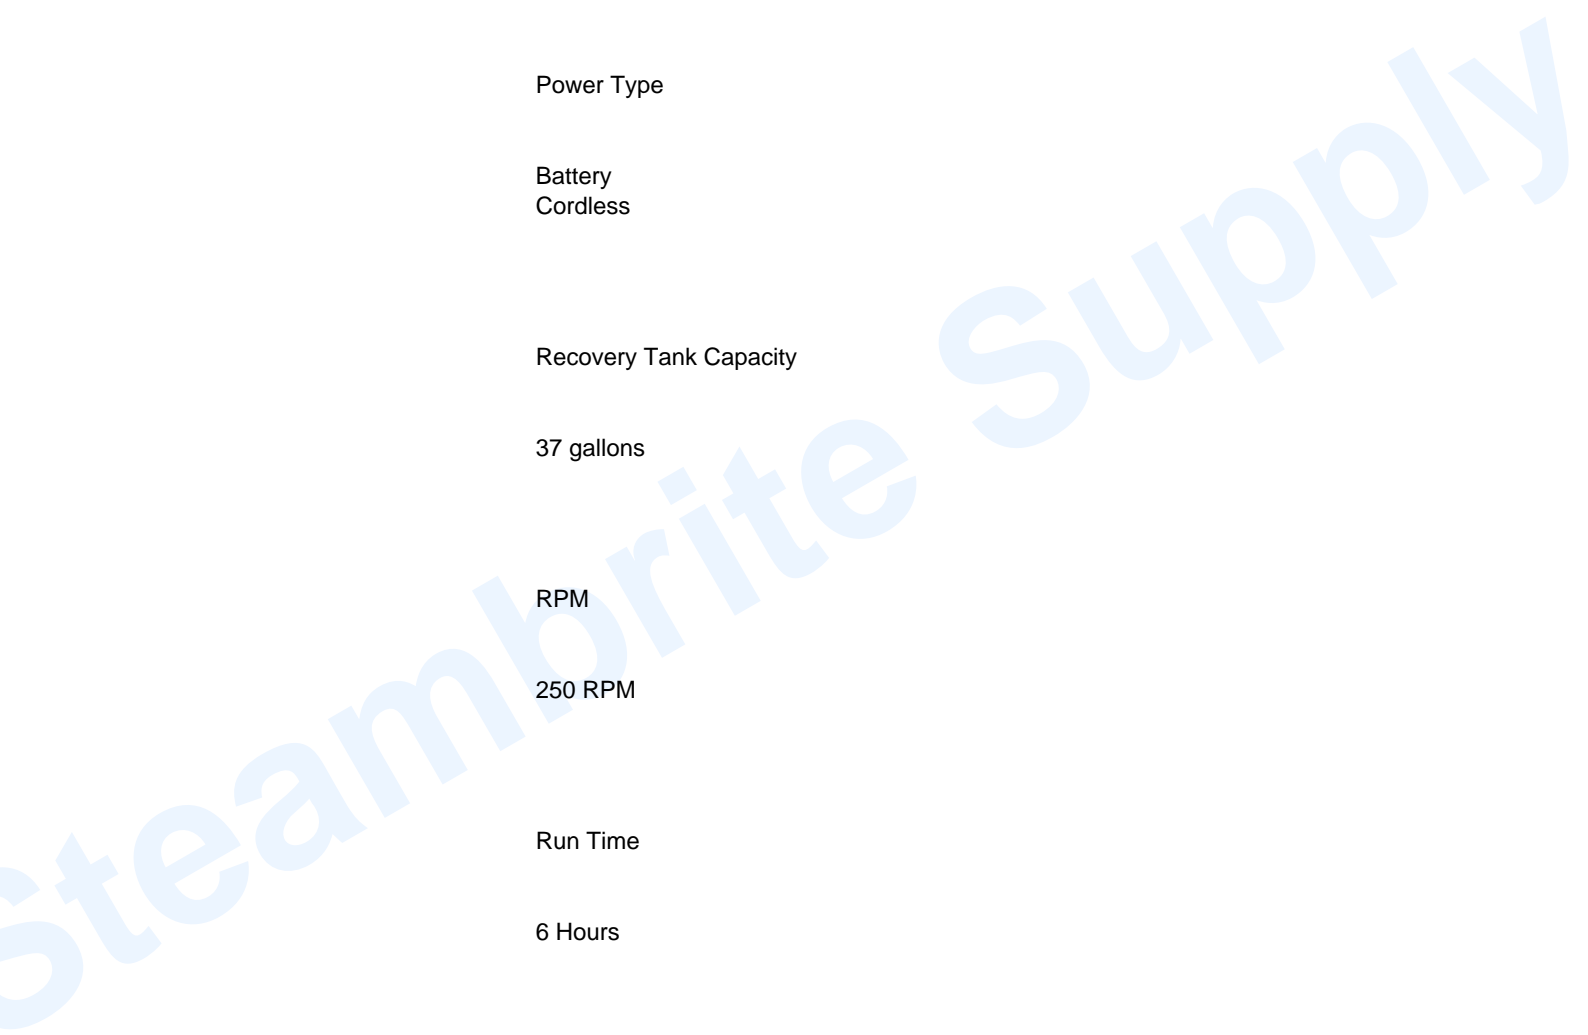 Power Type
Battery
Cordless
Recovery Tank Capacity
37 gallons
RPM
250 RPM
Run Time
6 Hours
Steambrite Supply